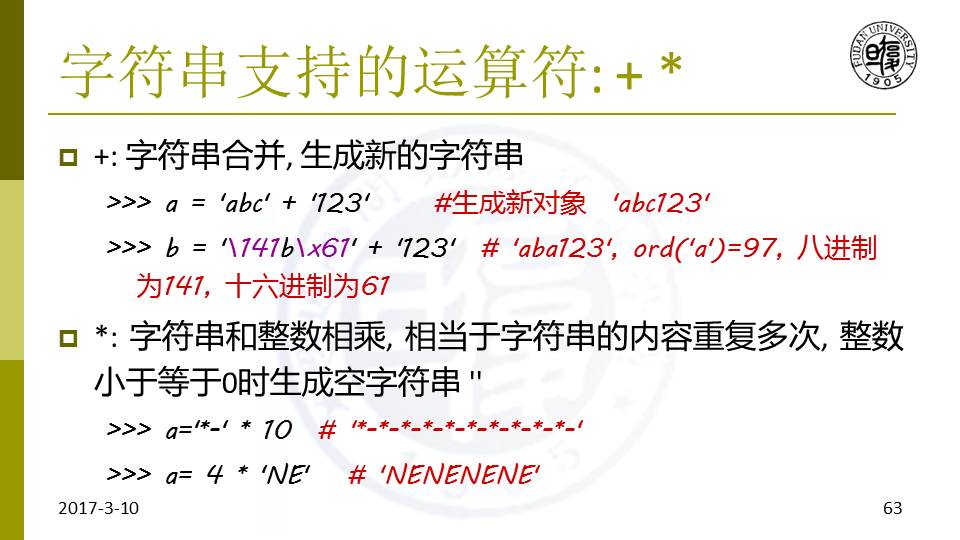 字符串支持的运算符: + *
FUDAN UNIVERSITY
1905
+: 字符串合并, 生成新的字符串
>>> a = 'abc' + '123' #生成新对象 'abc123'
>>> b = '\141b\x61' + '123' # 'aba123', ord('a')=97, 八进制
为141, 十六进制为61
*: 字符串和整数相乘, 相当于字符串的内容重复多次, 整数
小于等于0时生成空字符串 ''
>>> a='*-' * 10 # '*-*-*-*-*-*-*-*-*-*-'
>>> a= 4 * 'NE' # 'NENENENE'
2017-3-10
63